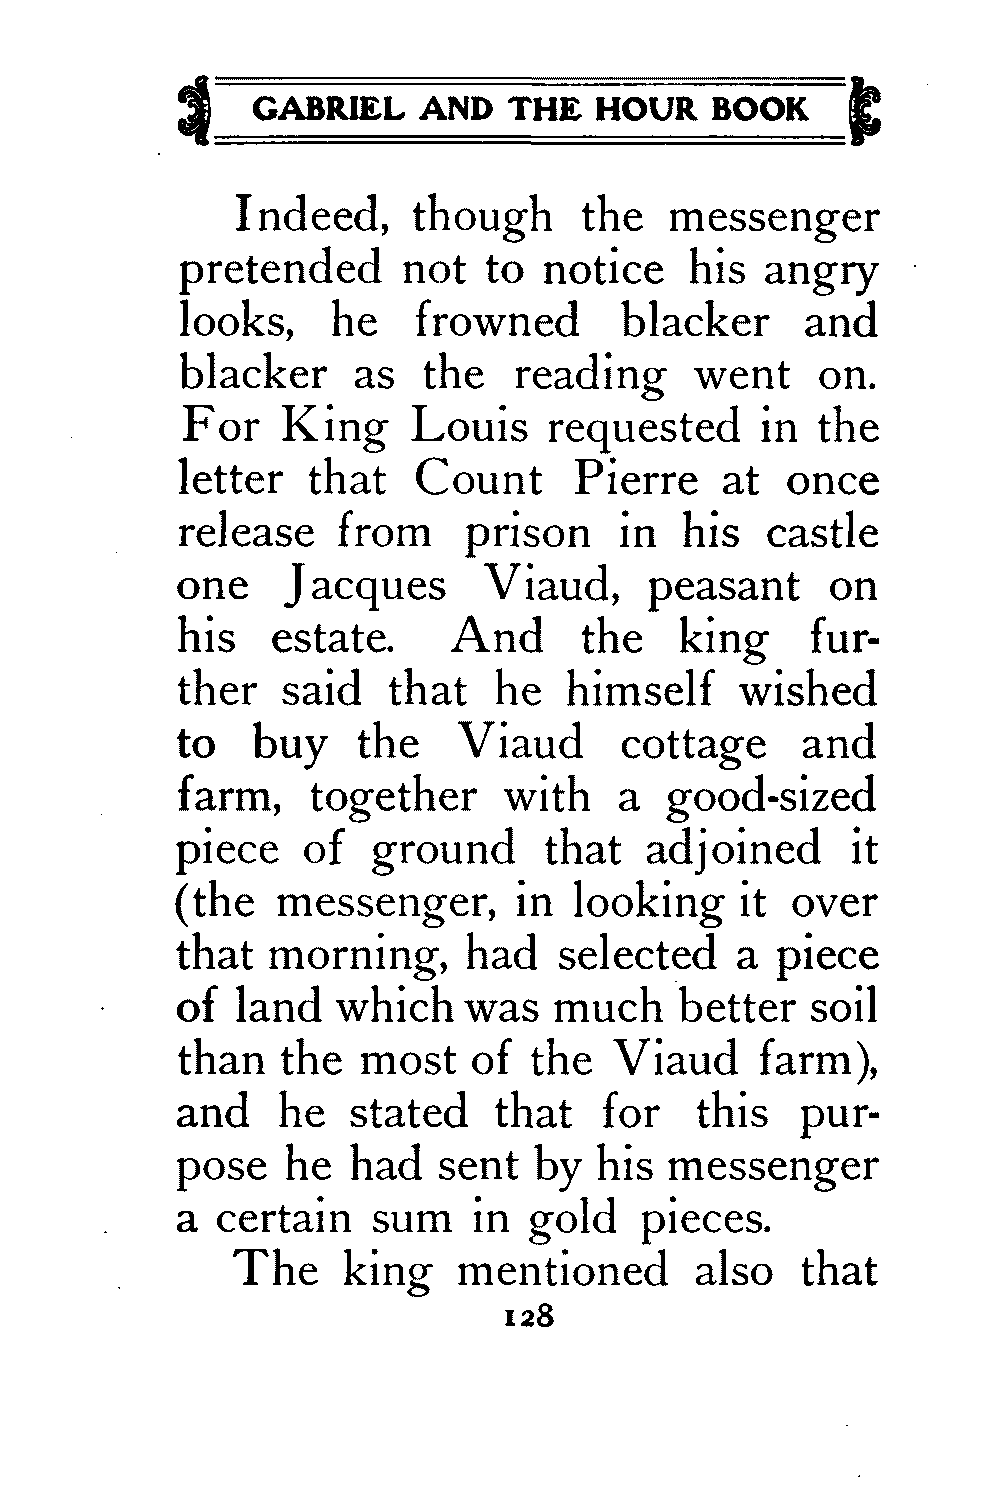 GABRIEL AND THE HOUR BOOK
Indeed, though the messenger
pretended not to notice his angry
looks, he frowned blacker and
blacker as the reading went on.
For King Louis requested in the
letter that Count Pierre at once
release from prison in his castle
one Jacques Viaud, peasant on
his estate. And the king fur-
ther said that he himself wished
to buy the Viaud cottage and
farm, together with a good-sized
piece of ground that adjoined it
(the messenger, in looking it over
that morning, had selected a piece
of land which was much better soil
than the most of the Viaud farm),
and he stated that for this pur-
pose he had sent by his messenger
a certain sum in gold pieces.
The king mentioned also that
128